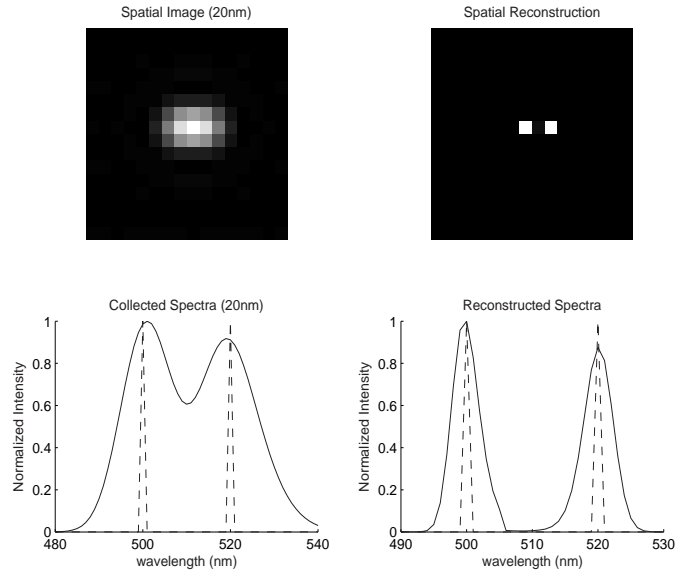 Spatial Image (20nm)
Spatial Reconstruction
Collected Spectra (20nm)
Normalized Intensity
1
0.8
0.6
0.4
0.2
0
480 500 520 540
wavelength (nm)
Reconstructed Spectra
Normalized Intensity
1
0.8
0.6
0.4
0.2
0
490 500 510 520 530
wavelength (nm)